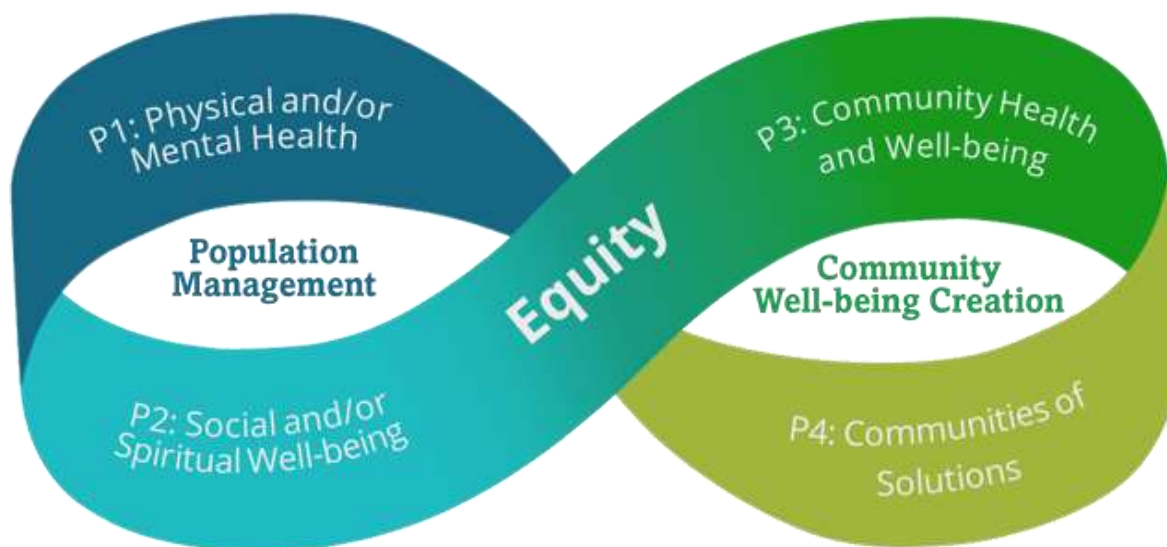 P1: Physical and/or
Mental Health
Population
Management
P2: Social and/or
Spiritual Well-being
Equity
P3: Community Health
and Well-being
Community
Well-being Creation
P4: Communities of
Solutions